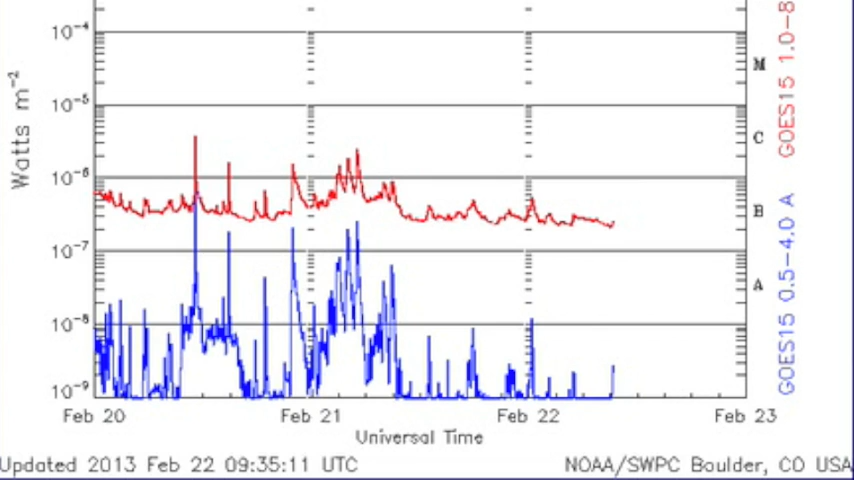 10⁻⁴
10⁻⁵
10⁻⁶
10⁻⁷
10⁻⁸
10⁻⁹
Watts m⁻²
M
C
B
A
GOES15 1.0-8
GOES15 0.5-4.0 A
Feb 20
Feb 21
Feb 22
Feb 23
Universal Time
Updated 2013 Feb 22 09:35:11 UTC
NOAA/SWPC Boulder, CO USA